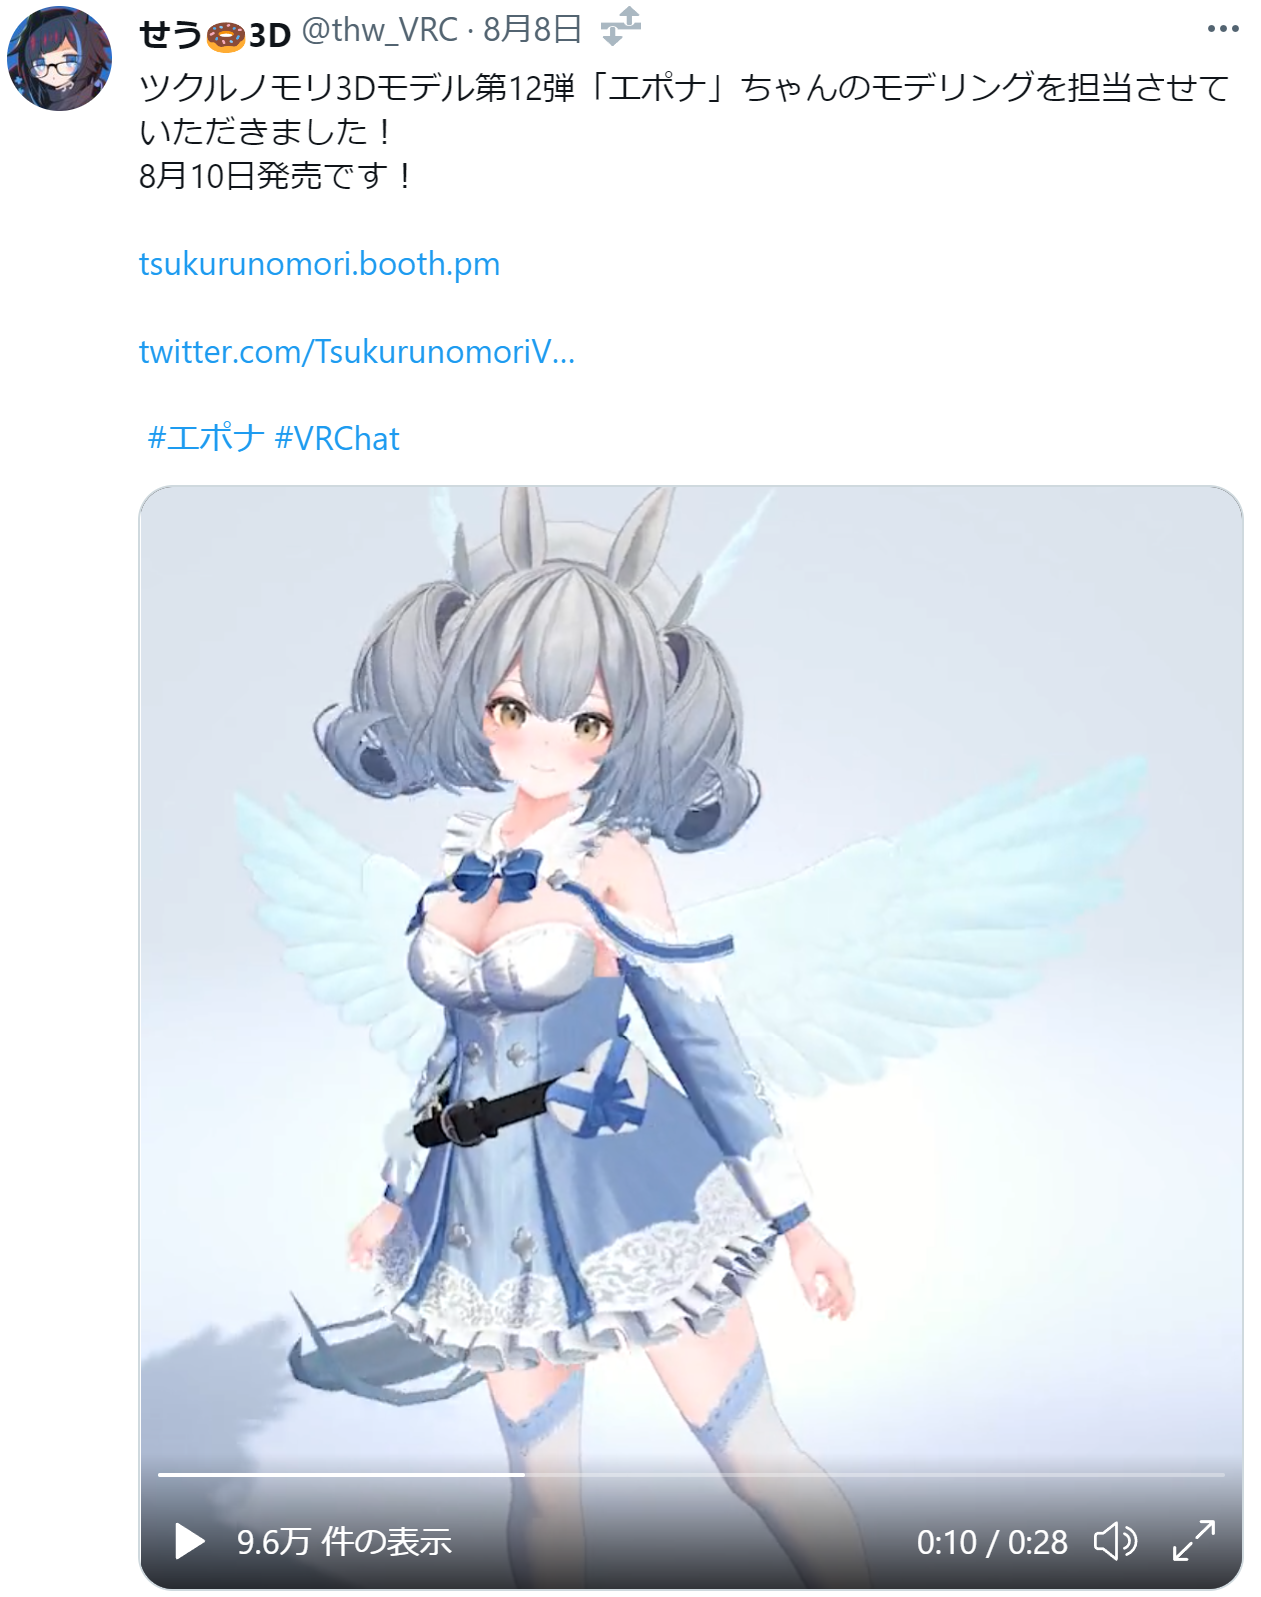 せう🍩3D @thw_VRC · 8月8日
ツクルノモリ3Dモデル第12弾「エポナ」ちゃんのモデリングを担当させて
いただきました！
8月10日発売です！
tsukurunomori.booth.pm
twitter.com/TsukurunomoriV…
#エポナ #VRChat
9.6万 件の表示 0:10 / 0:28